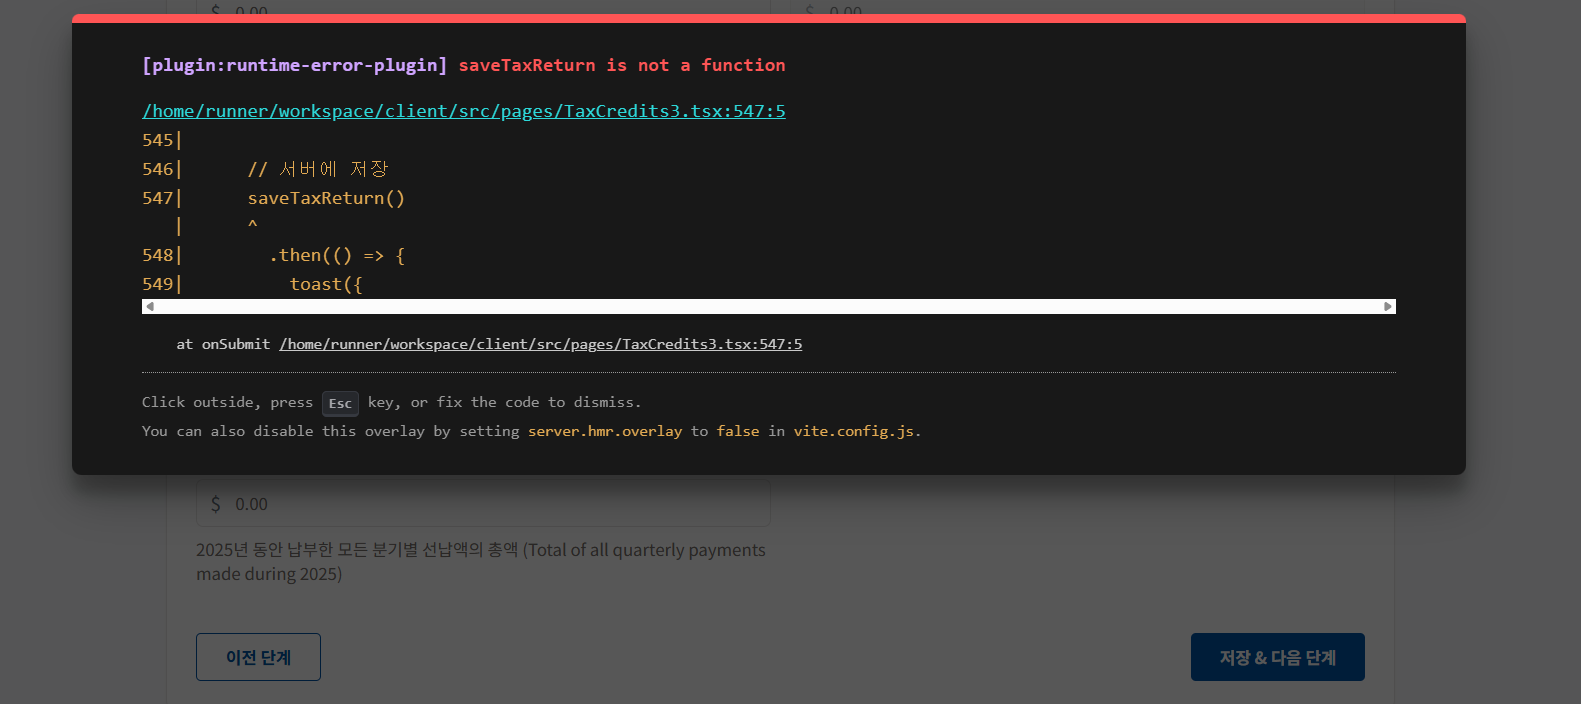 $ 0.00 $ 0.00
[plugin:runtime-error-plugin] saveTaxReturn is not a function
/home/runner/workspace/client/src/pages/TaxCredits3.tsx:547:5
545|
546|      // 서버에 저장
547|      saveTaxReturn()
   |      ^
548|        .then(() => {
549|          toast({
at onSubmit /home/runner/workspace/client/src/pages/TaxCredits3.tsx:547:5
Click outside, press Esc key, or fix the code to dismiss.
You can also disable this overlay by setting server.hmr.overlay to false in vite.config.js.
$ 0.00
2025년 동안 납부한 모든 분기별 선납액의 총액 (Total of all quarterly payments
made during 2025)
이전 단계
저장 & 다음 단계